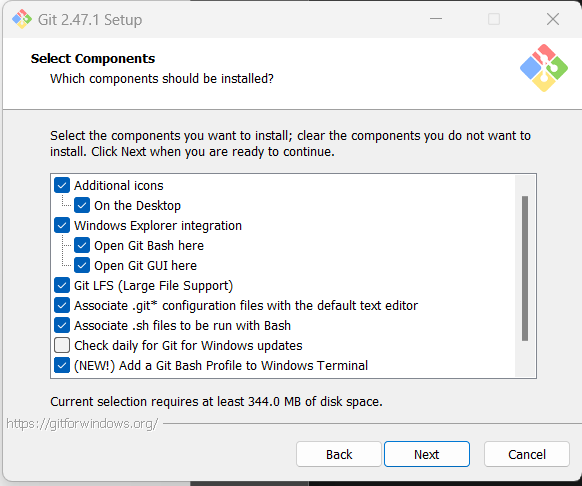 Git 2.47.1 Setup
Select Components
Which components should be installed?
Select the components you want to install; clear the components you do not want to
install. Click Next when you are ready to continue.
Additional icons
On the Desktop
Windows Explorer integration
Open Git Bash here
Open Git GUI here
Git LFS (Large File Support)
Associate .git* configuration files with the default text editor
Associate .sh files to be run with Bash
Check daily for Git for Windows updates
(NEW!) Add a Git Bash Profile to Windows Terminal
Current selection requires at least 344.0 MB of disk space.
https://gitforwindows.org/
Back Next Cancel